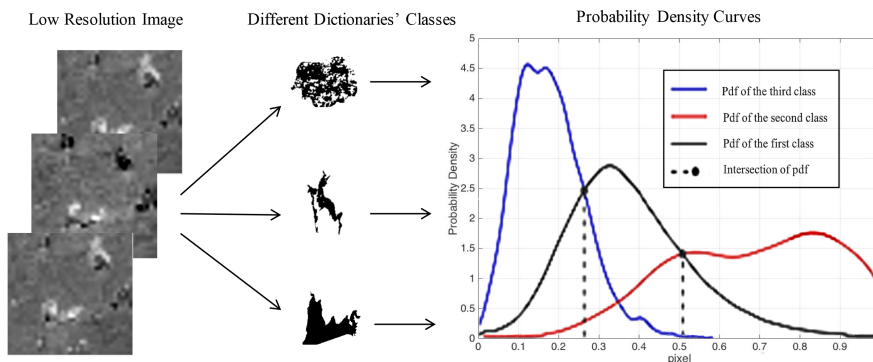 Low Resolution Image
Different Dictionaries' Classes
Probability Density Curves
5
4.5
4
3.5
3
2.5
2
1.5
1
0.5
0
Probability Density
Pdf of the third class
Pdf of the second class
Pdf of the first class
Intersection of pdf
0 0.1 0.2 0.3 0.4 0.5 0.6 0.7 0.8 0.9
pixel